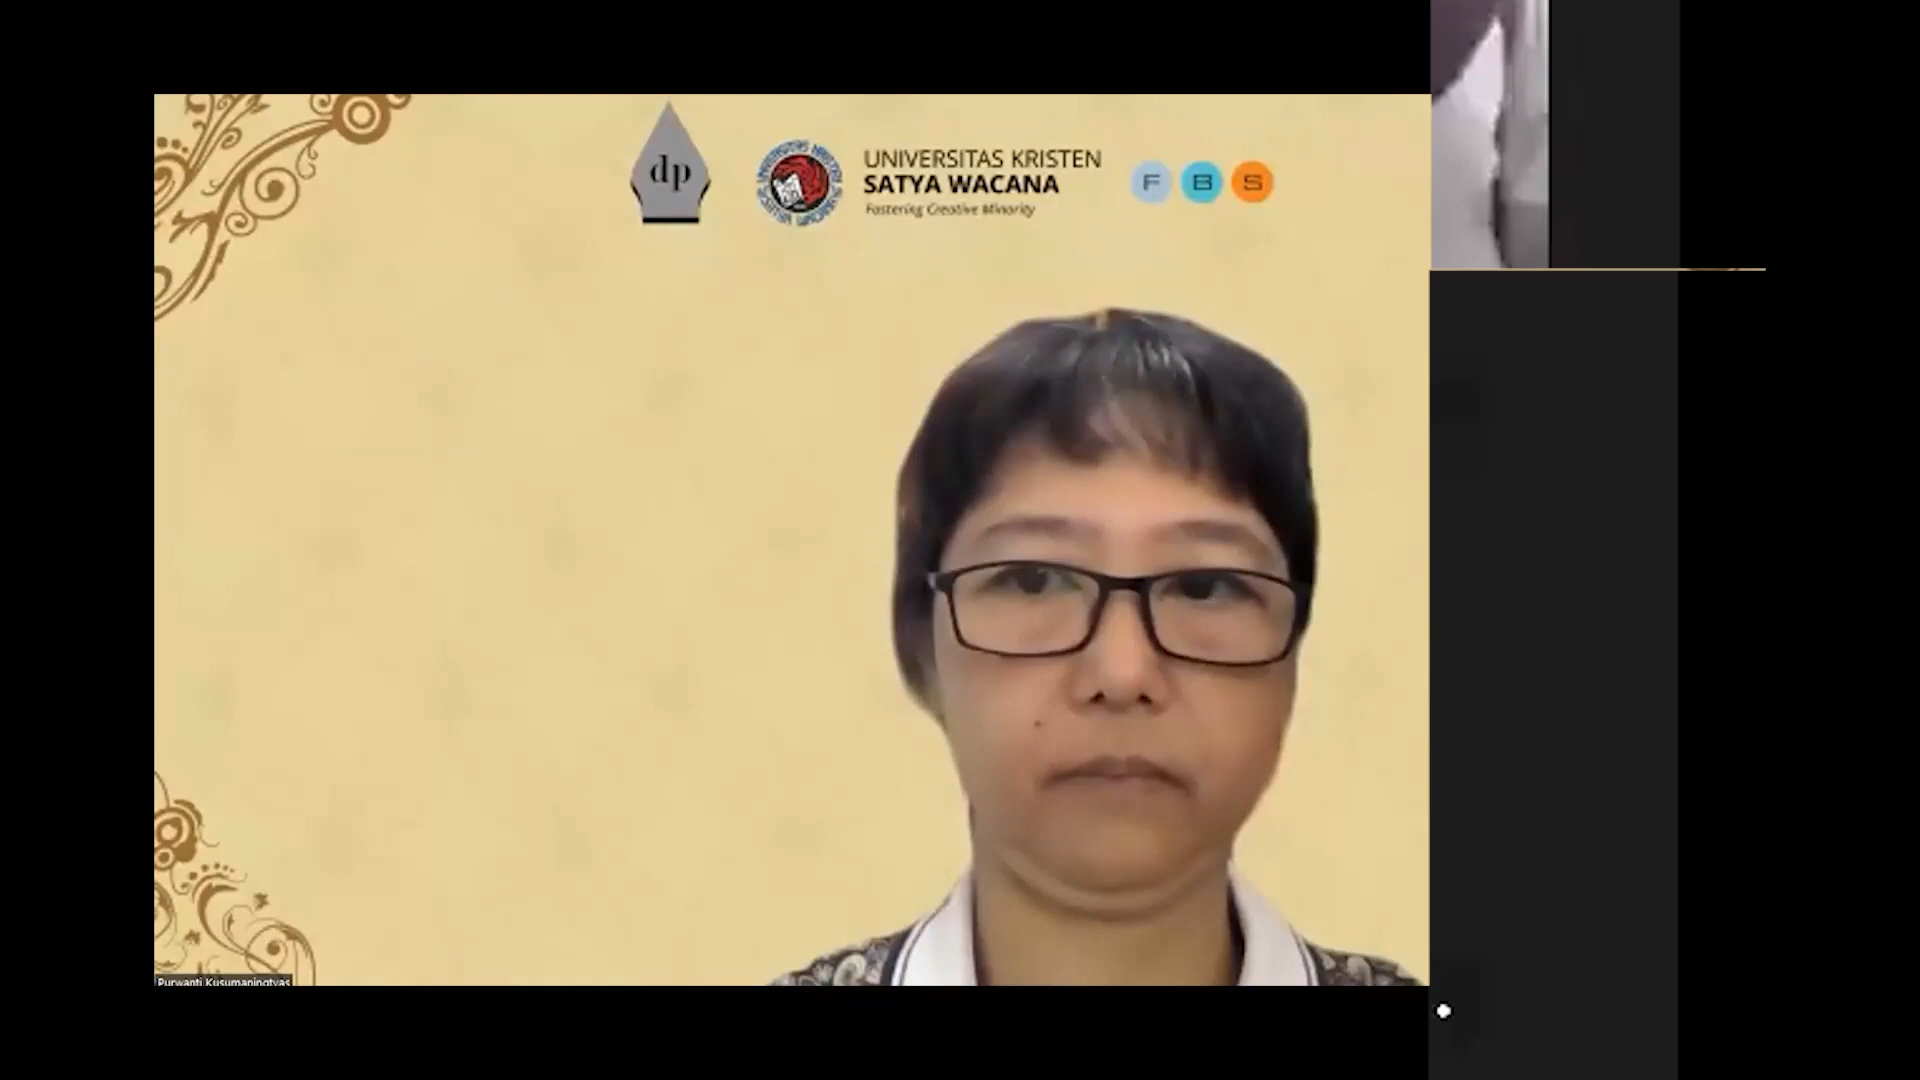 dp
UNIVERSITAS KRISTEN
SATYA WACANA
Fostering Creative Minority
F B S
Purwanti Kusumaningtyas